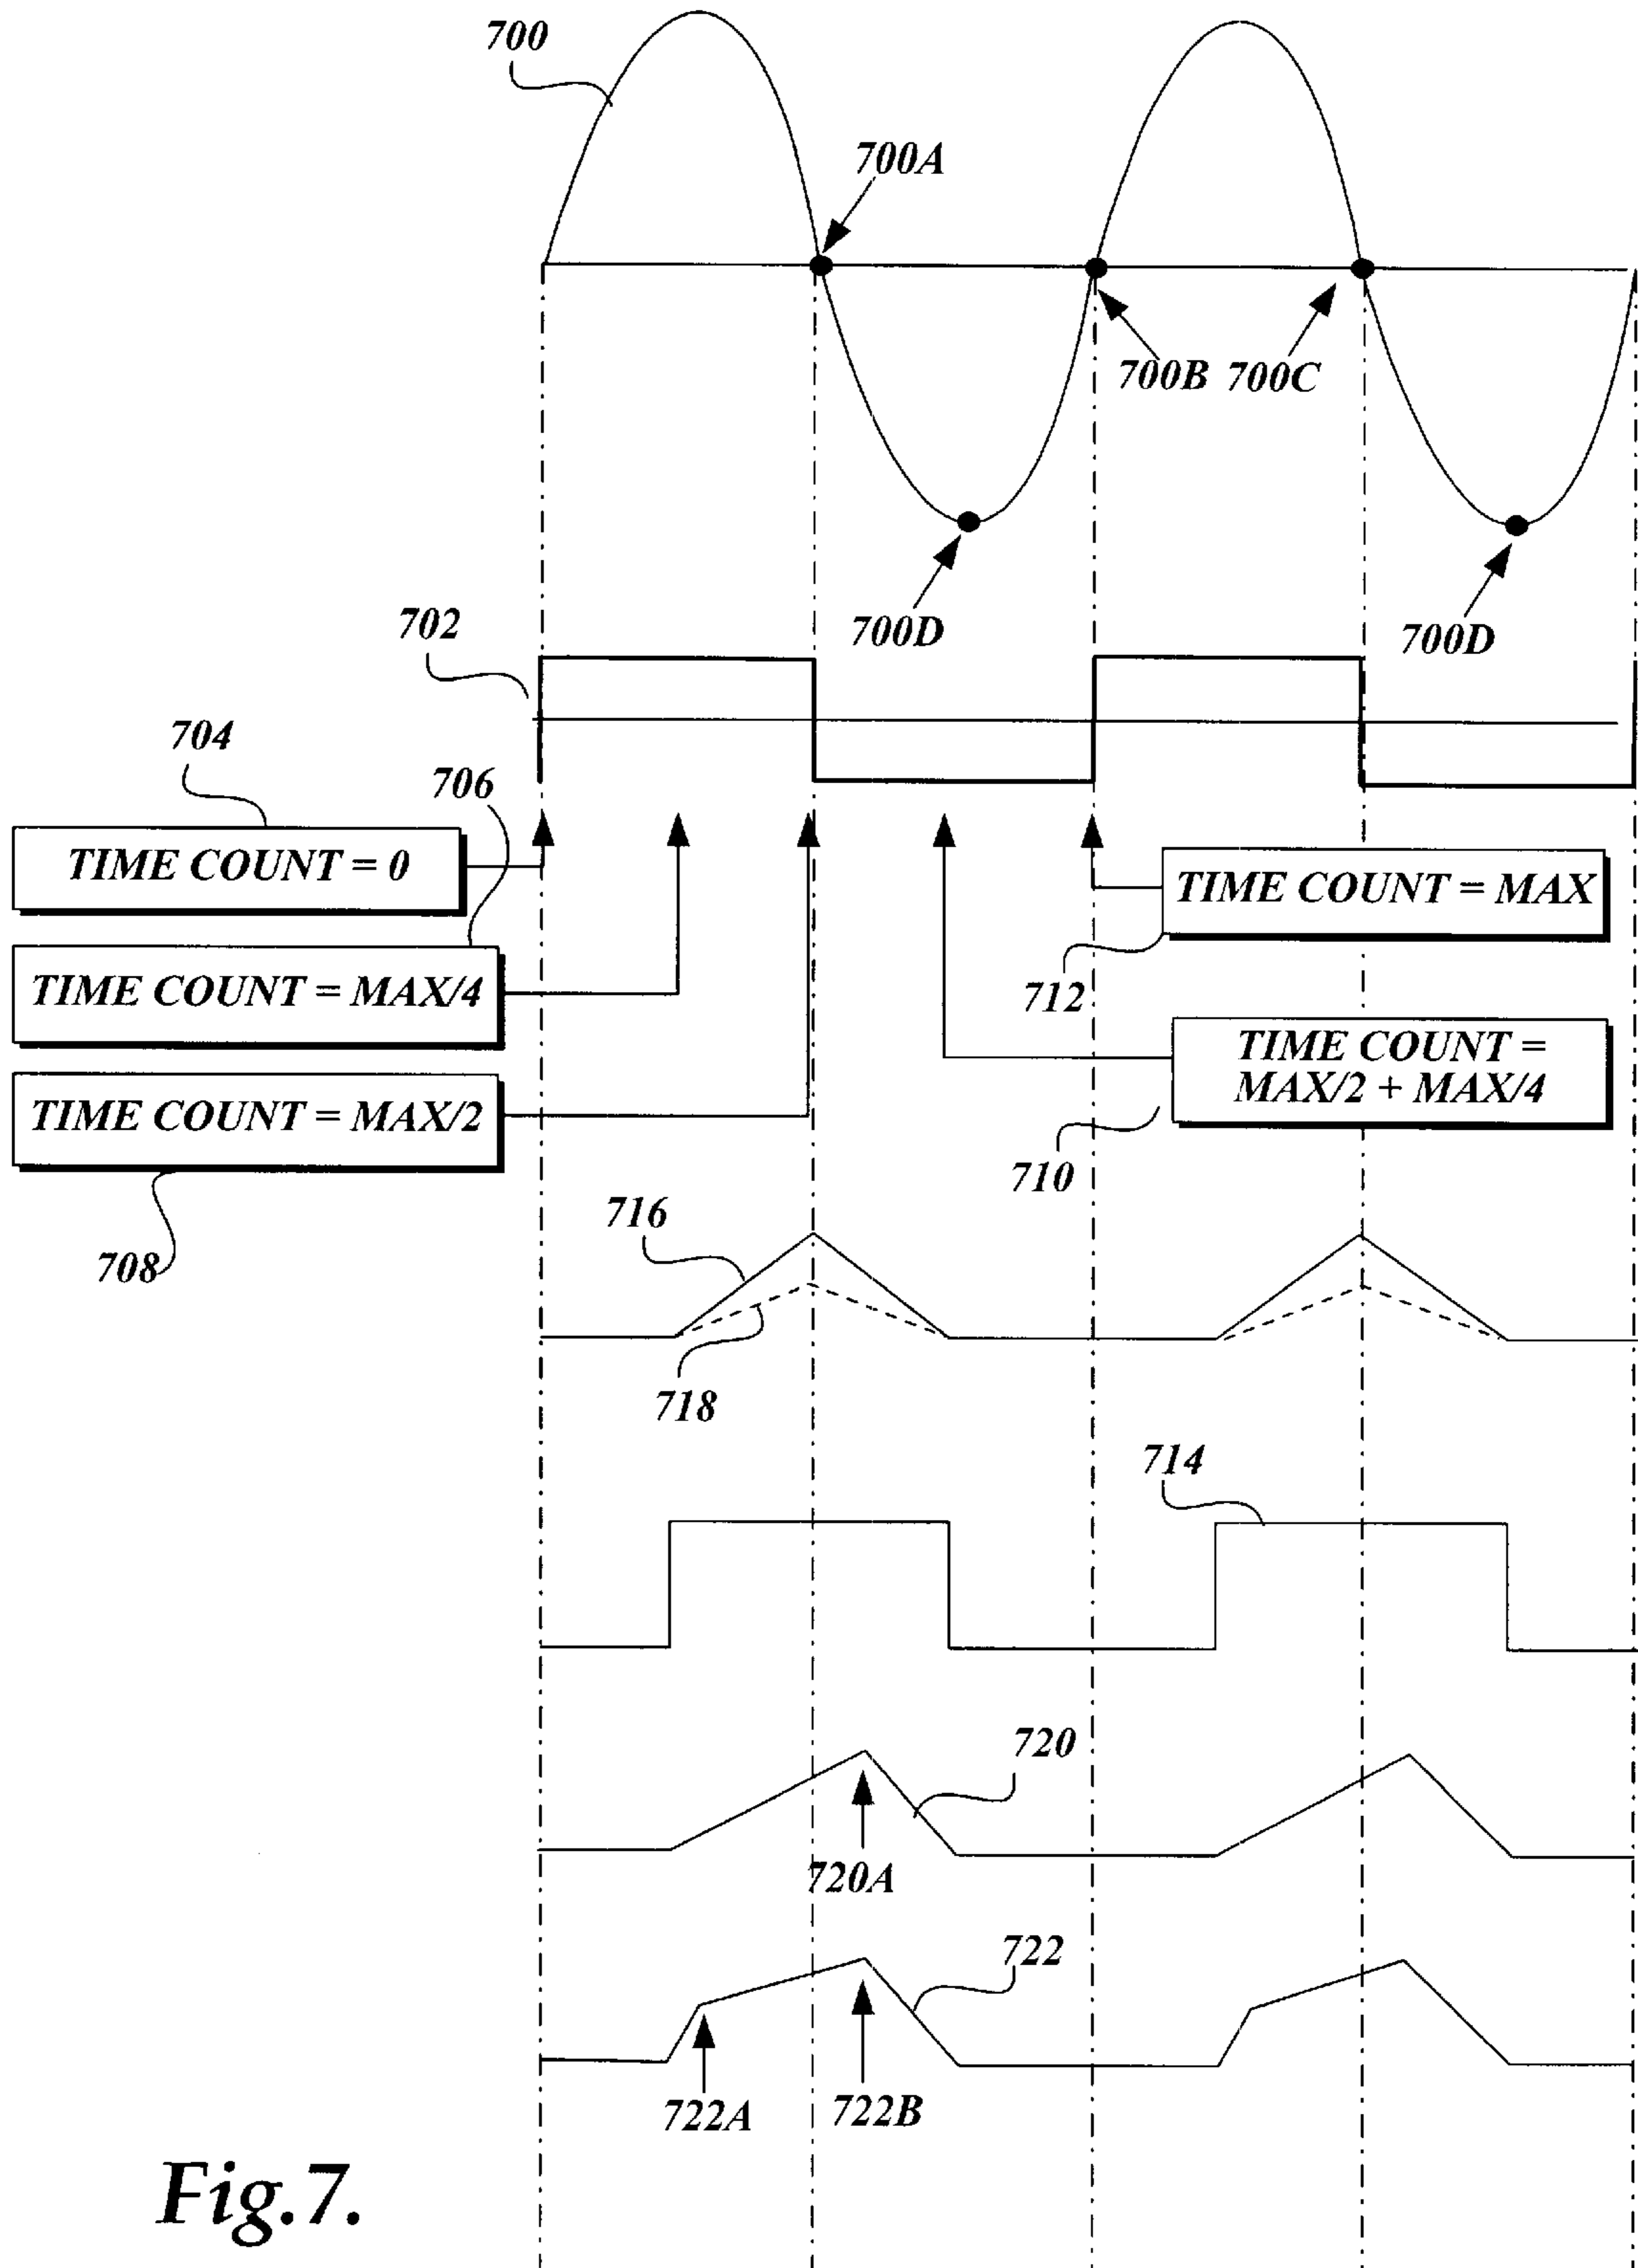 700
700A
700B 700C
700D
700D
702
704
706
TIME COUNT = 0
TIME COUNT = MAX
TIME COUNT = MAX/4
712
TIME COUNT =
MAX/2 + MAX/4
TIME COUNT = MAX/2
710
708
716
718
714
720
720A
722
722A
722B
Fig.7.